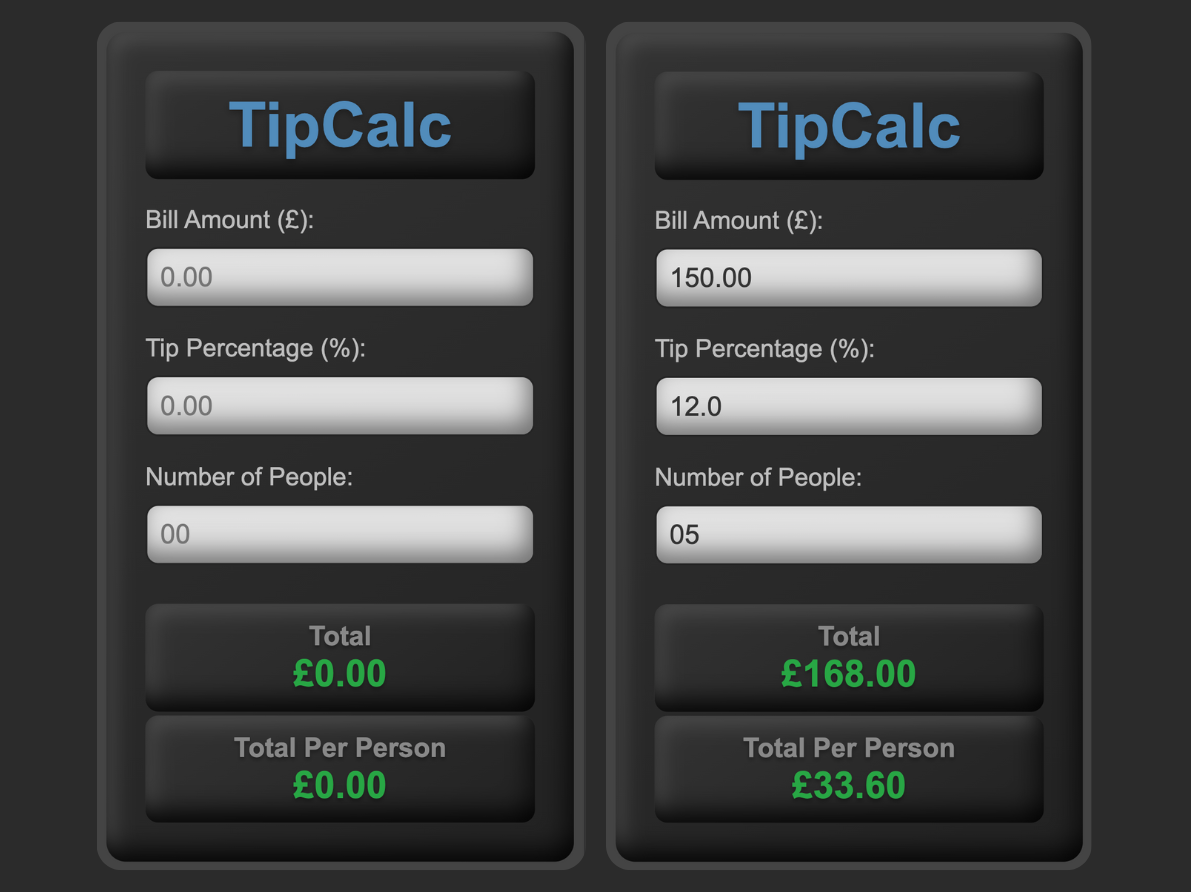 TipCalc
Bill Amount (£):
0.00
Tip Percentage (%):
0.00
Number of People:
00
Total
£0.00
Total Per Person
£0.00
TipCalc
Bill Amount (£):
150.00
Tip Percentage (%):
12.0
Number of People:
05
Total
£168.00
Total Per Person
£33.60